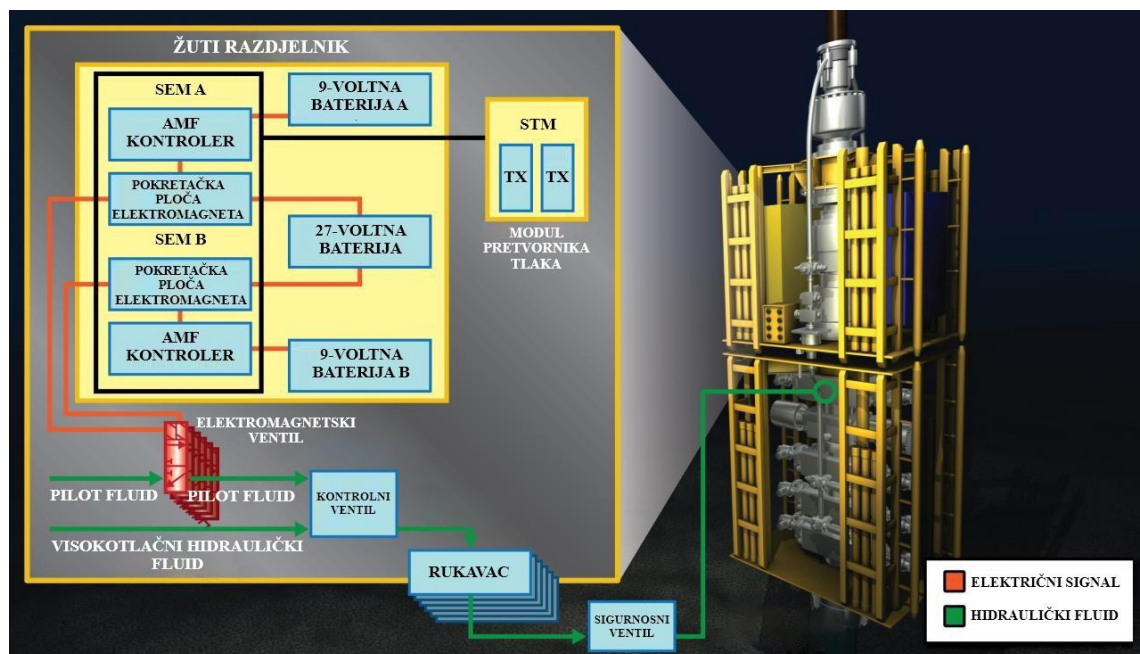 ŽUTI RAZDJELNIK
SEM A
AMF
KONTROLER
POKRETAČKA
PLOČA
ELEKTROMAGNETA
SEM B
POKRETAČKA
PLOČA
ELEKTROMAGNETA
AMF
KONTROLER
9-VOLTNA
BATERIJA A
27-VOLTNA
BATERIJA
9-VOLTNA
BATERIJA B
STM
TX TX
MODUL
PRETVORNIKA
TLAKA
ELEKTROMAGNETSKI
VENTIL
PILOT FLUID
PILOT FLUID
KONTROLNI
VENTIL
VISOKOTLAČNI HIDRAULIČKI
FLUID
RUKAVAC
SIGURNOSNI
VENTIL
ELEKTRIČNI SIGNAL
HIDRAULIČKI FLUID